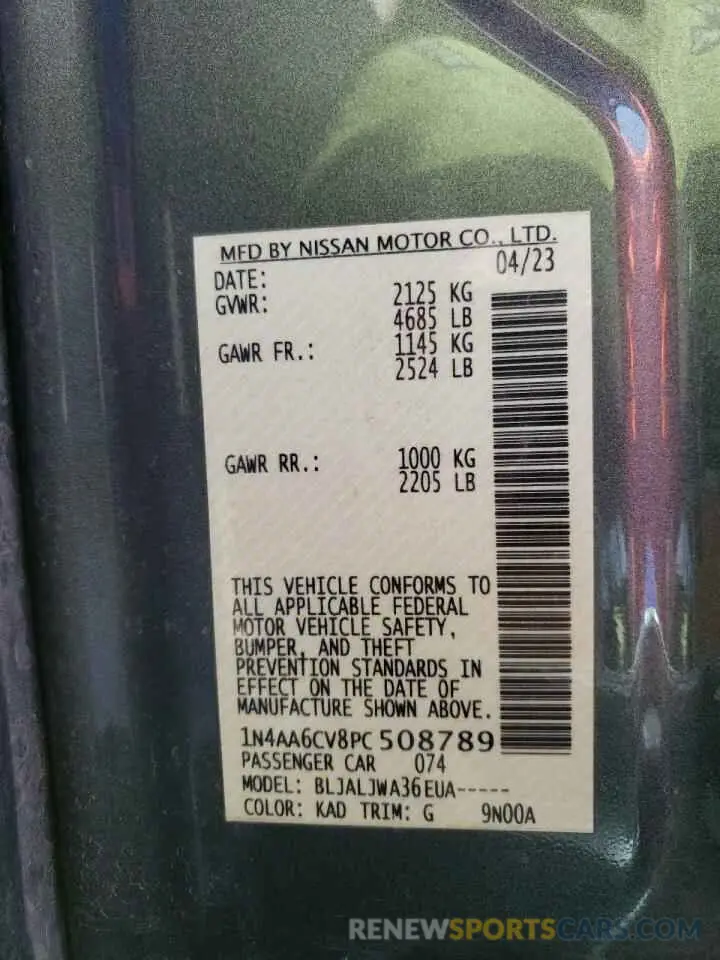 MFD BY NISSAN MOTOR CO., LTD.
DATE: 04/23
GVWR: 2125 KG
4685 LB
GAWR FR.: 1145 KG
2524 LB
GAWR RR.: 1000 KG
2205 LB
THIS VEHICLE CONFORMS TO
ALL APPLICABLE FEDERAL
MOTOR VEHICLE SAFETY,
BUMPER, AND THEFT
PREVENTION STANDARDS IN
EFFECT ON THE DATE OF
MANUFACTURE SHOWN ABOVE.
1N4AA6CV8PC508789
PASSENGER CAR 074
MODEL: BLJALJWA36EUA-----
COLOR: KAD TRIM: G 9N00A
RENEWSPORTSCARS.COM